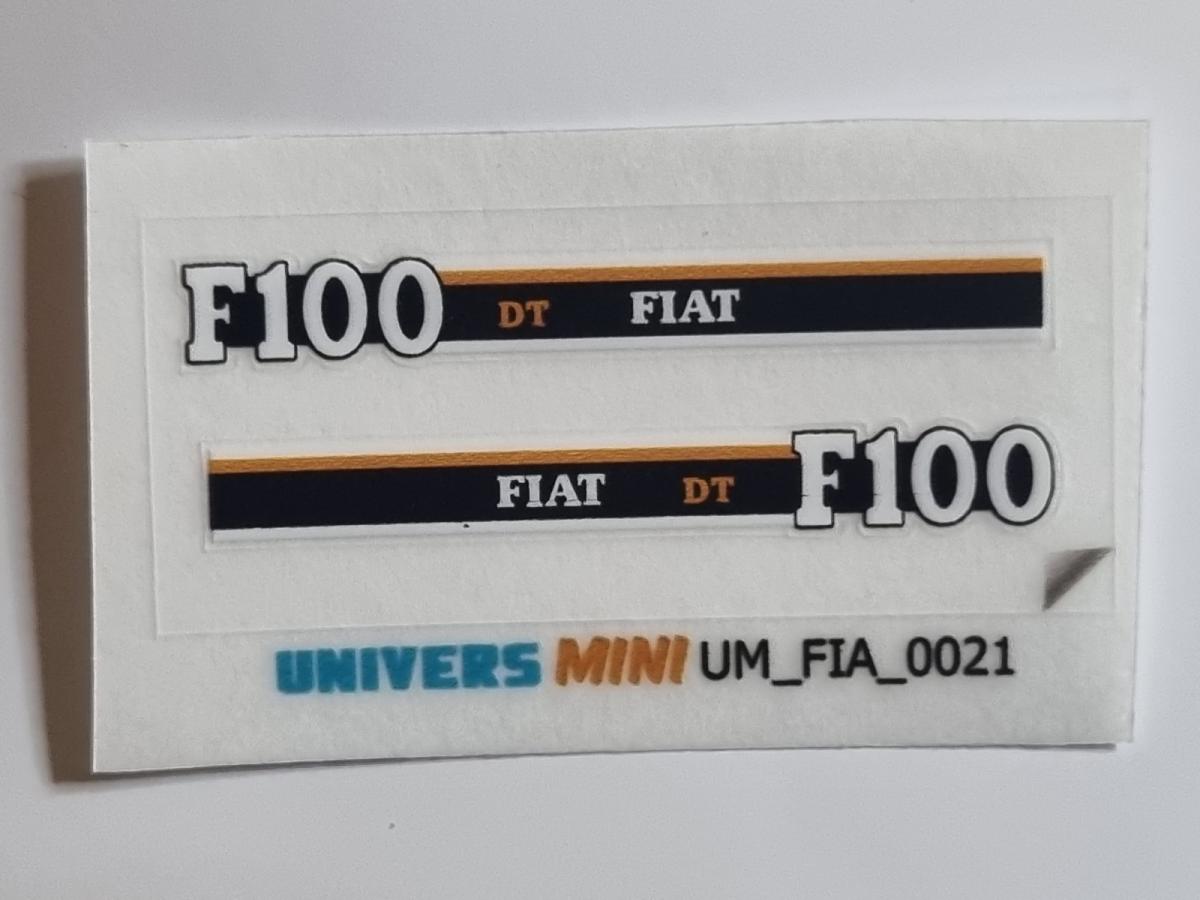 F100 DT FIAT
FIAT DT F100
UNIVERS MINI UM_FIA_0021